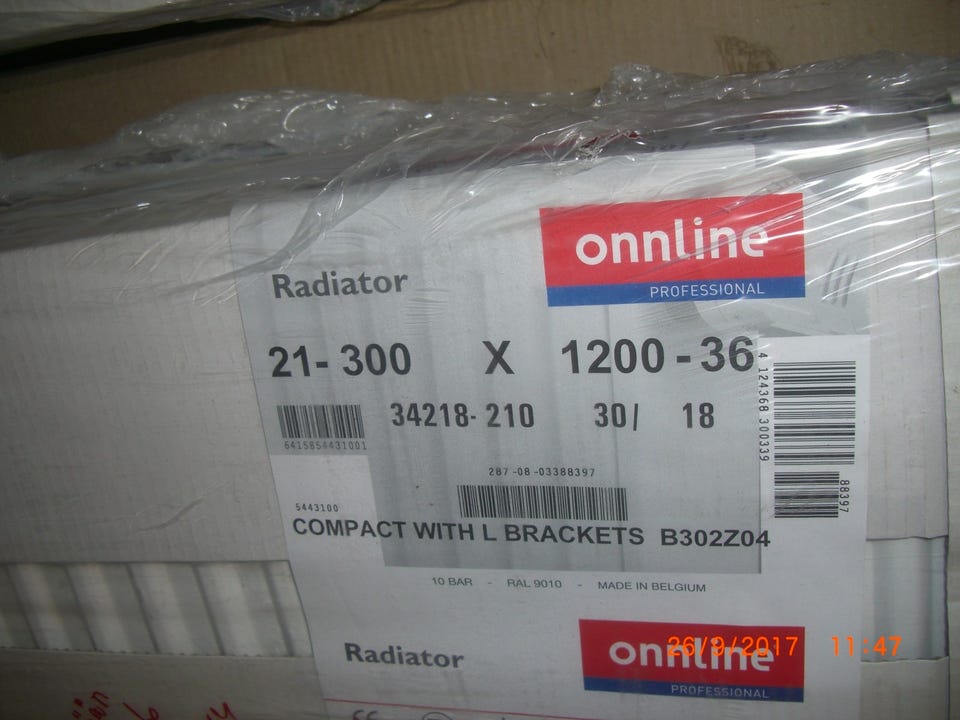 onnline
PROFESSIONAL
Radiator
21- 300 X 1200 - 36
34218- 210 30/ 18
6415854431001
4 124368 300339
287 -08 -03388397
88397
5443100
COMPACT WITH L BRACKETS B302Z04
10 BAR - RAL 9010 - MADE IN BELGIUM
Radiator
onnline
PROFESSIONAL
26/9/2017 11:47